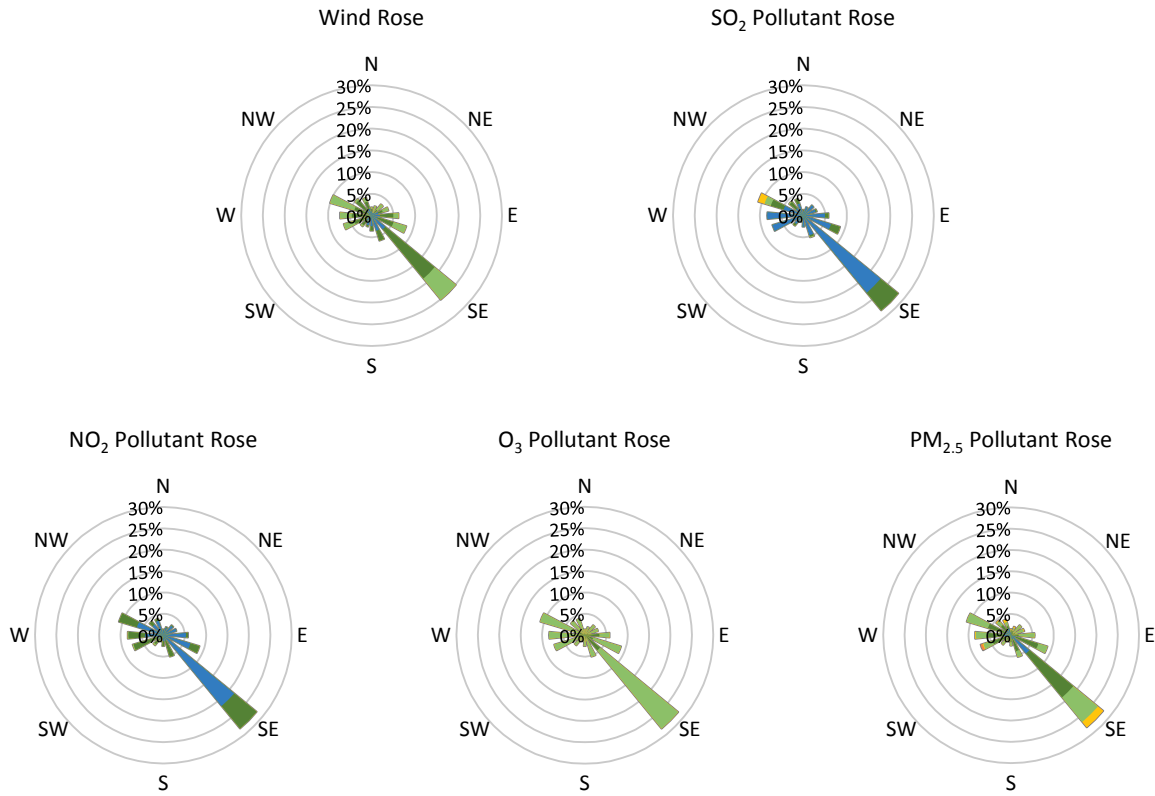 Wind Rose
N
30%
25%
20%
15%
10%
5%
0%
NW
NE
W
E
SW
SE
S
SO₂ Pollutant Rose
N
30%
25%
20%
15%
10%
5%
0%
NW
NE
W
E
SW
SE
S
NO₂ Pollutant Rose
N
30%
25%
20%
15%
10%
5%
0%
NW
NE
W
E
SW
SE
S
O₃ Pollutant Rose
N
30%
25%
20%
15%
10%
5%
0%
NW
NE
W
E
SW
SE
S
PM₂.₅ Pollutant Rose
N
30%
25%
20%
15%
10%
5%
0%
NW
NE
W
E
SW
SE
S